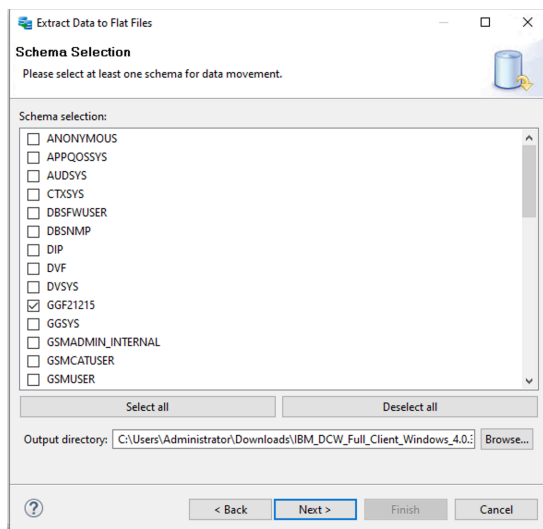 Extract Data to Flat Files
Schema Selection
Please select at least one schema for data movement.
Schema selection:
ANONYMOUS
APPQOSSYS
AUDSYS
CTXSYS
DBSFWUSER
DBSNMP
DIP
DVF
DVSYS
GGF21215
GGSYS
GSMADMIN_INTERNAL
GSMCATUSER
GSMUSER
Select all Deselect all
Output directory: C:\Users\Administrator\Downloads\IBM_DCW_Full_Client_Windows_4.0.3 Browse...
? < Back Next > Finish Cancel